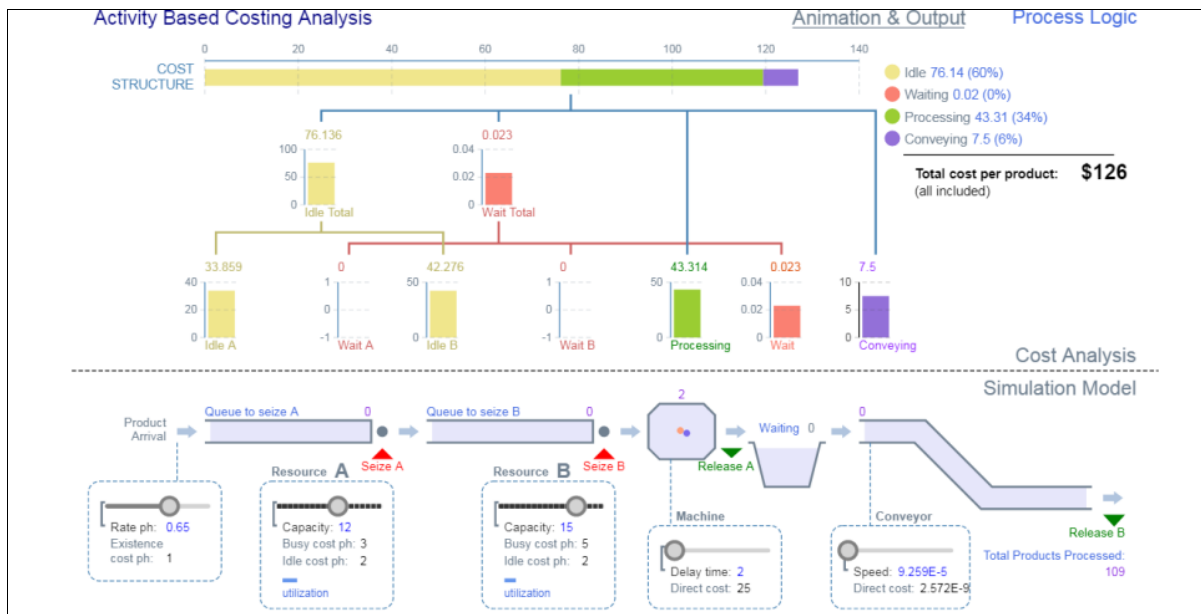 Activity Based Costing Analysis
Animation & Output
Process Logic
0 20 40 60 80 100 120 140
COST
STRUCTURE
Idle 76.14 (60%)
Waiting 0.02 (0%)
Processing 43.31 (34%)
Conveying 7.5 (6%)
Total cost per product: $126
(all included)
76.136
100
50
0
Idle Total
0.023
0.04
0.02
0
Wait Total
33.859
40
20
0
Idle A
0
1
0
-1
Wait A
42.276
50
0
Idle B
0
1
0
-1
Wait B
43.314
50
0
Processing
0.023
0.04
0.02
0
Wait
7.5
10
5
0
Conveying
Cost Analysis
Simulation Model
Product
Arrival
Queue to seize A 0
Seize A
Queue to seize B 0
Seize B
2
Release A
Waiting 0
0
Release B
Total Products Processed:
109
Rate ph: 0.65
Existence
cost ph: 1
Resource A
Capacity: 12
Busy cost ph: 3
Idle cost ph: 2
utilization
Resource B
Capacity: 15
Busy cost ph: 5
Idle cost ph: 2
utilization
Machine
Delay time: 2
Direct cost: 25
Conveyor
Speed: 9.259E-5
Direct cost: 2.572E-9